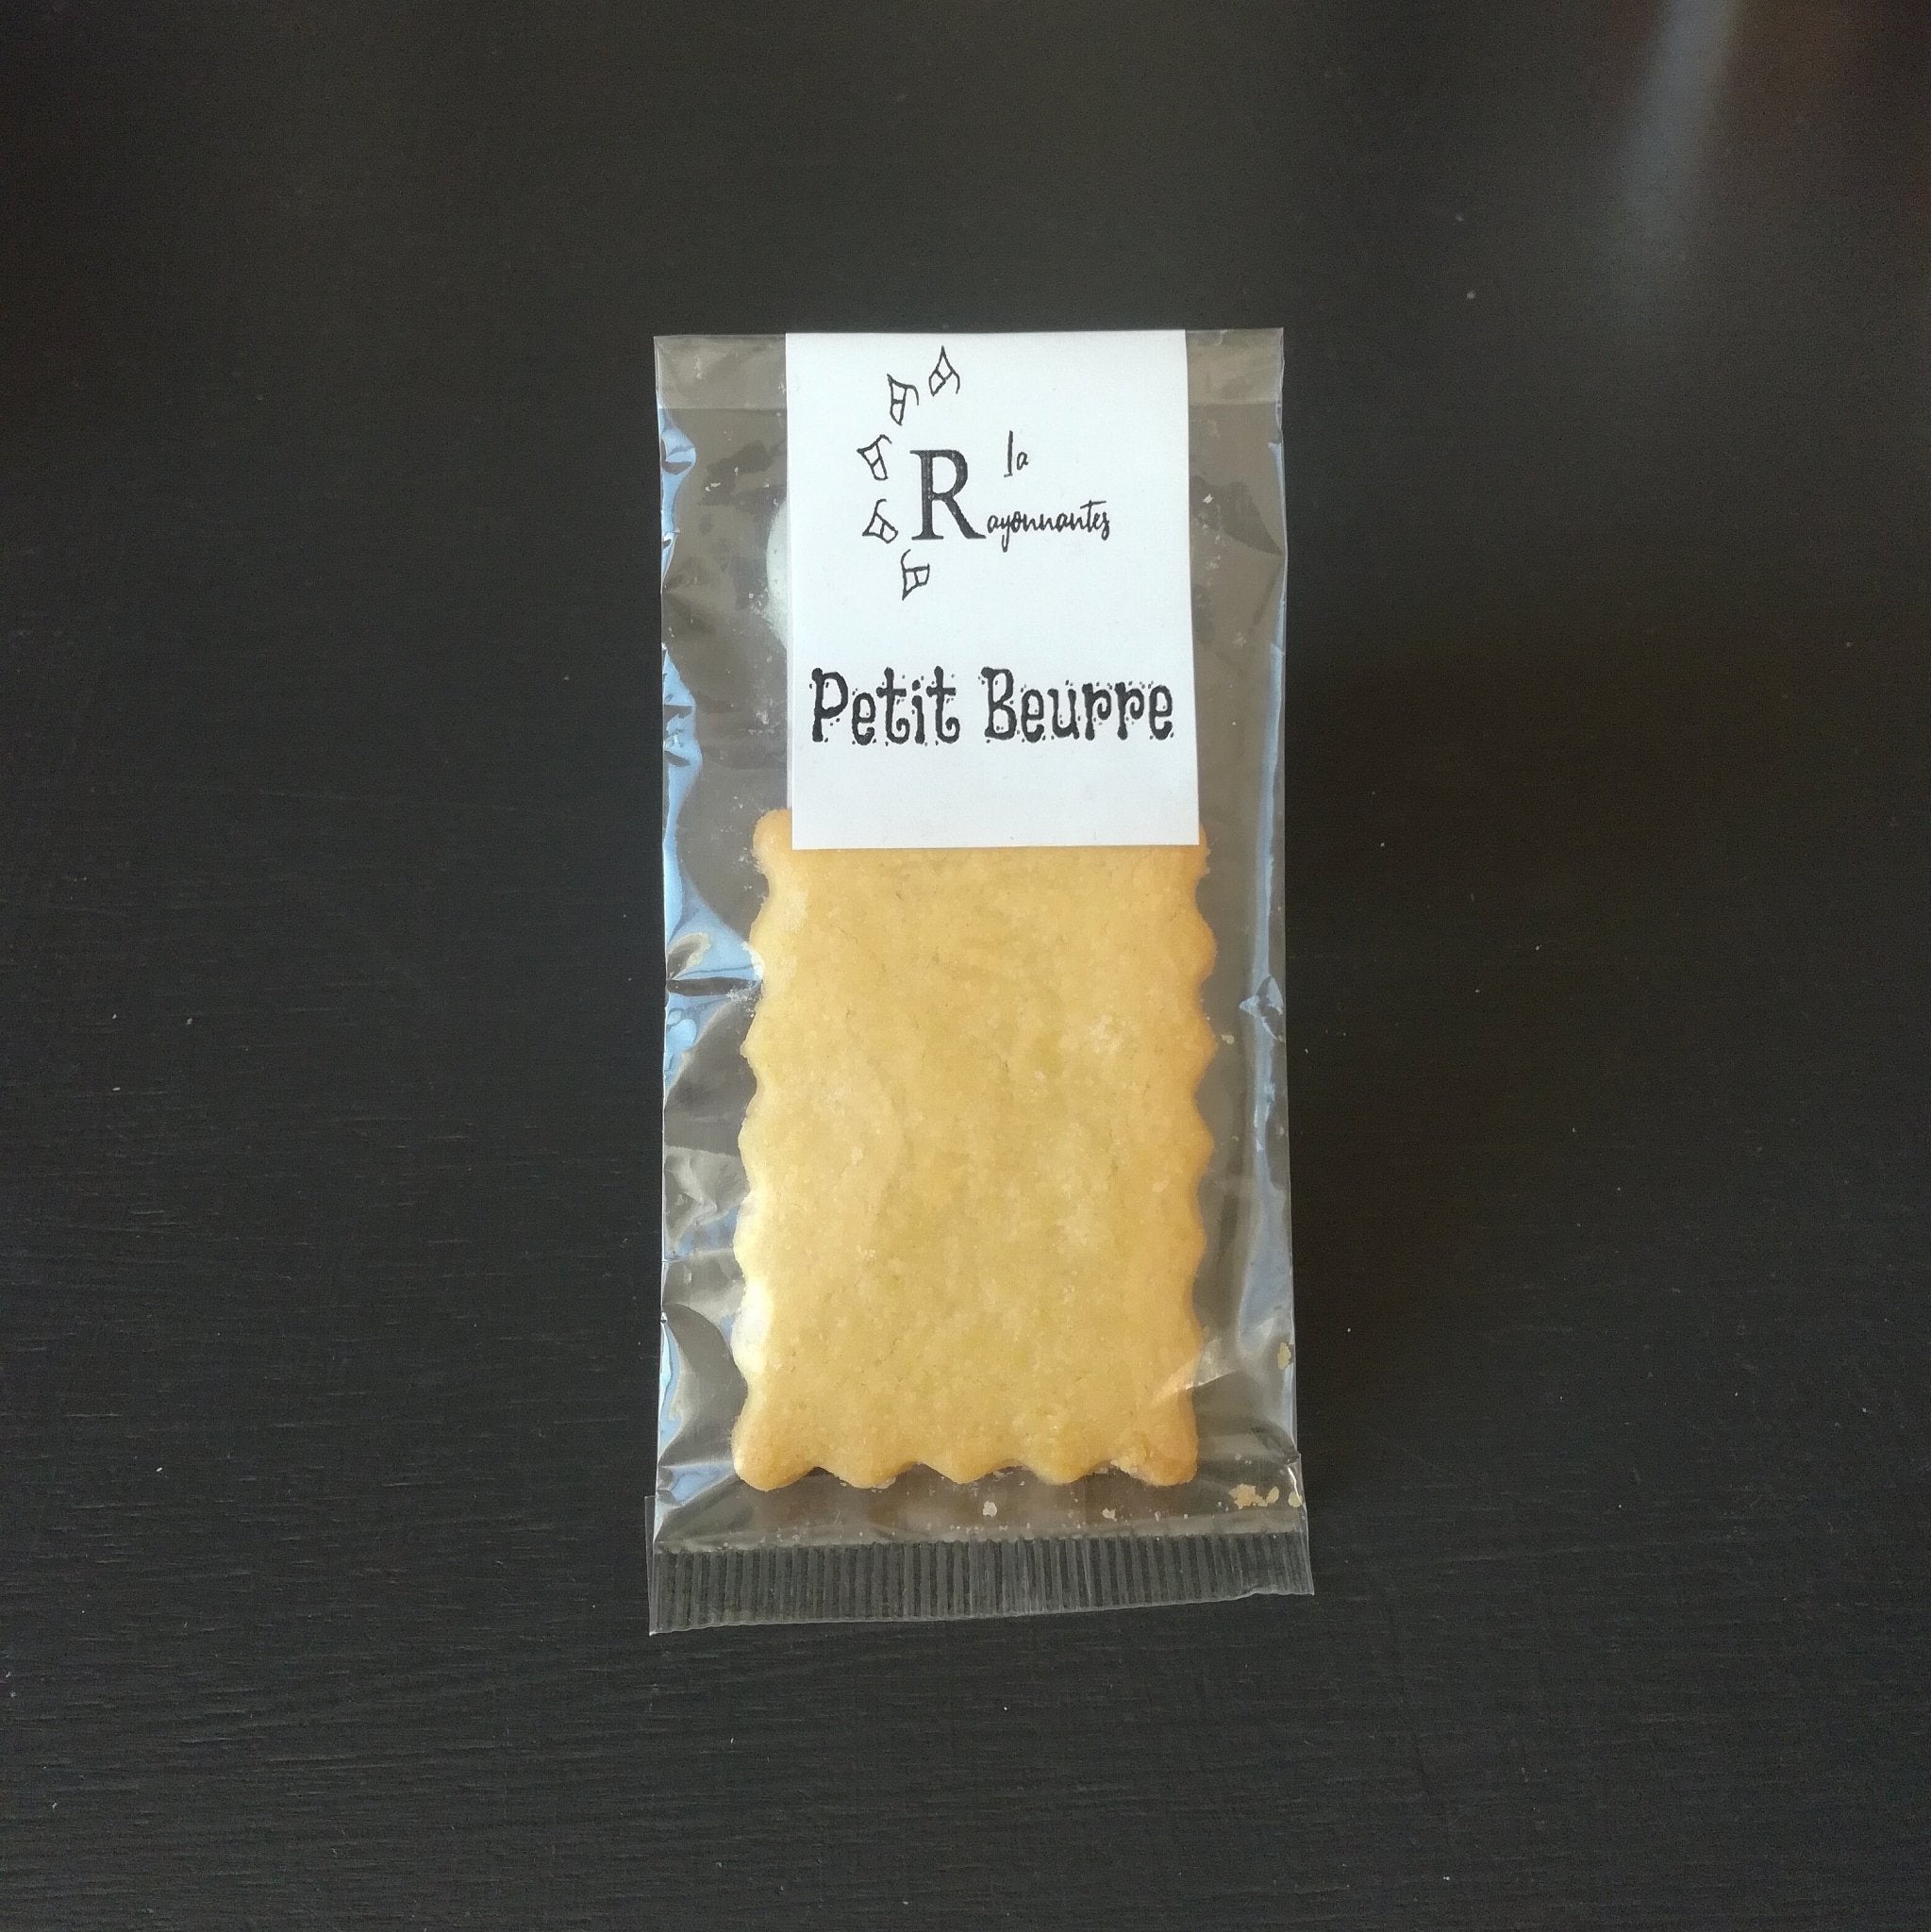 la
Rayonnantes
Petit Beurre